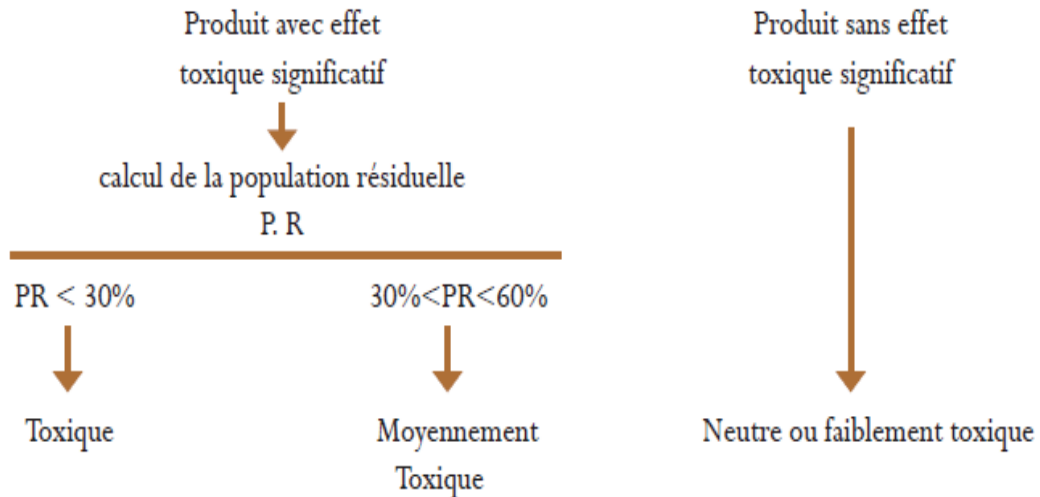 Produit avec effet
toxique significatif
calcul de la population résiduelle
P. R
PR < 30%
30%<PR<60%
Toxique
Moyennement
Toxique
Produit sans effet
toxique significatif
Neutre ou faiblement toxique